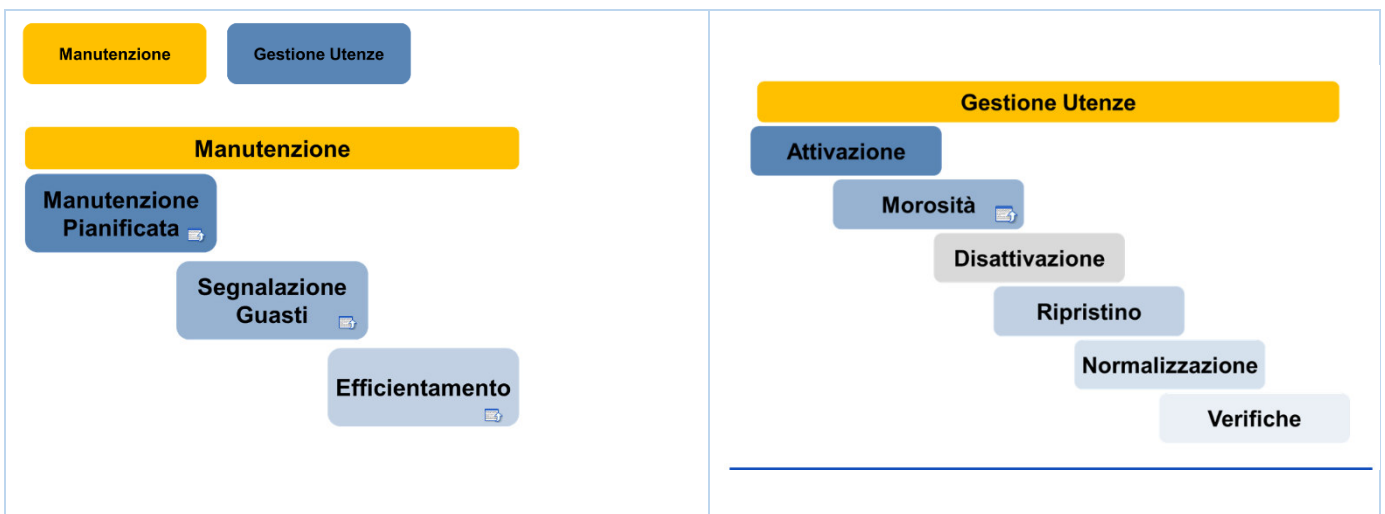 Manutenzione
Gestione Utenze
Manutenzione
Manutenzione
Pianificata
Segnalazione
Guasti
Efficientamento
Gestione Utenze
Attivazione
Morosità
Disattivazione
Ripristino
Normalizzazione
Verifiche